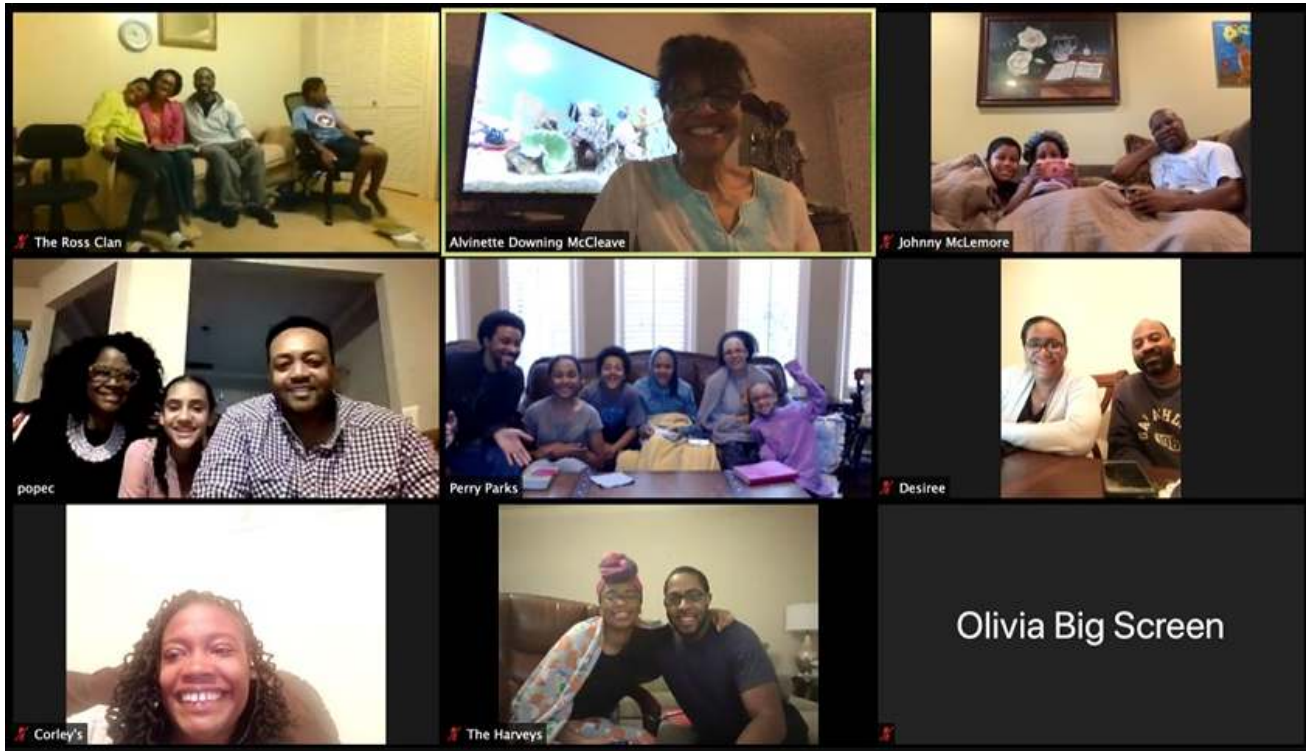 The Ross Clan
Alvinette Downing McCleave
Johnny McLemore
popec
Perry Parks
Desiree
Corley's
The Harveys
Olivia Big Screen